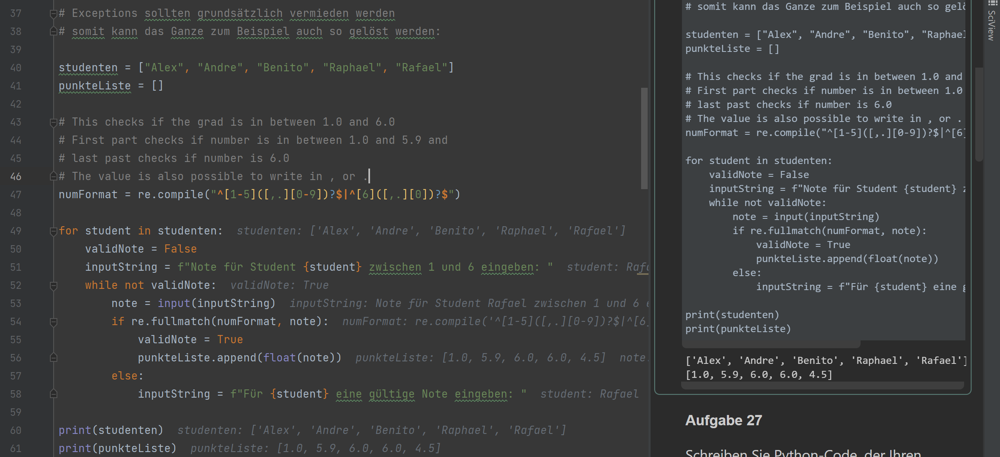 37 # Exceptions sollten grundsätzlich vermieden werden
38 # somit kann das Ganze zum Beispiel auch so gelöst werden:
39
40 studenten = ["Alex", "Andre", "Benito", "Raphael", "Rafael"]
41 punkteListe = []
42
43 # This checks if the grad is in between 1.0 and 6.0
44 # First part checks if number is in between 1.0 and 5.9 and
45 # last past checks if number is 6.0
46 # The value is also possible to write in , or .
47 numFormat = re.compile("^[1-5]([,.][0-9])?$|^[6]([,.][0])?$")
48
49 for student in studenten:  studenten: ['Alex', 'Andre', 'Benito', 'Raphael', 'Rafael']
50     validNote = False
51     inputString = f"Note für Student {student} zwischen 1 und 6 eingeben: "  student: Rafa
52     while not validNote:  validNote: True
53         note = input(inputString)  inputString: Note für Student Rafael zwischen 1 und 6 e
54         if re.fullmatch(numFormat, note):  numFormat: re.compile('^[1-5]([,.][0-9])?$|^[6]
55             validNote = True
56             punkteListe.append(float(note))  punkteListe: [1.0, 5.9, 6.0, 6.0, 4.5]  note:
57         else:
58             inputString = f"Für {student} eine gültige Note eingeben: "  student: Rafael
59
60 print(studenten)  studenten: ['Alex', 'Andre', 'Benito', 'Raphael', 'Rafael']
61 print(punkteListe)  punkteListe: [1.0, 5.9, 6.0, 6.0, 4.5]
# somit kann das Ganze zum Beispiel auch so gelö
studenten = ["Alex", "Andre", "Benito", "Raphael
punkteListe = []
# This checks if the grad is in between 1.0 and
# First part checks if number is in between 1.0
# last past checks if number is 6.0
# The value is also possible to write in , or .
numFormat = re.compile("^[1-5]([,.][0-9])?$|^[6]
for student in studenten:
    validNote = False
    inputString = f"Note für Student {student} z
    while not validNote:
        note = input(inputString)
        if re.fullmatch(numFormat, note):
            validNote = True
            punkteListe.append(float(note))
        else:
            inputString = f"Für {student} eine g
print(studenten)
print(punkteListe)
['Alex', 'Andre', 'Benito', 'Raphael', 'Rafael']
[1.0, 5.9, 6.0, 6.0, 4.5]
Aufgabe 27
Schreiben Sie Python-Code, der Ihren
SciView